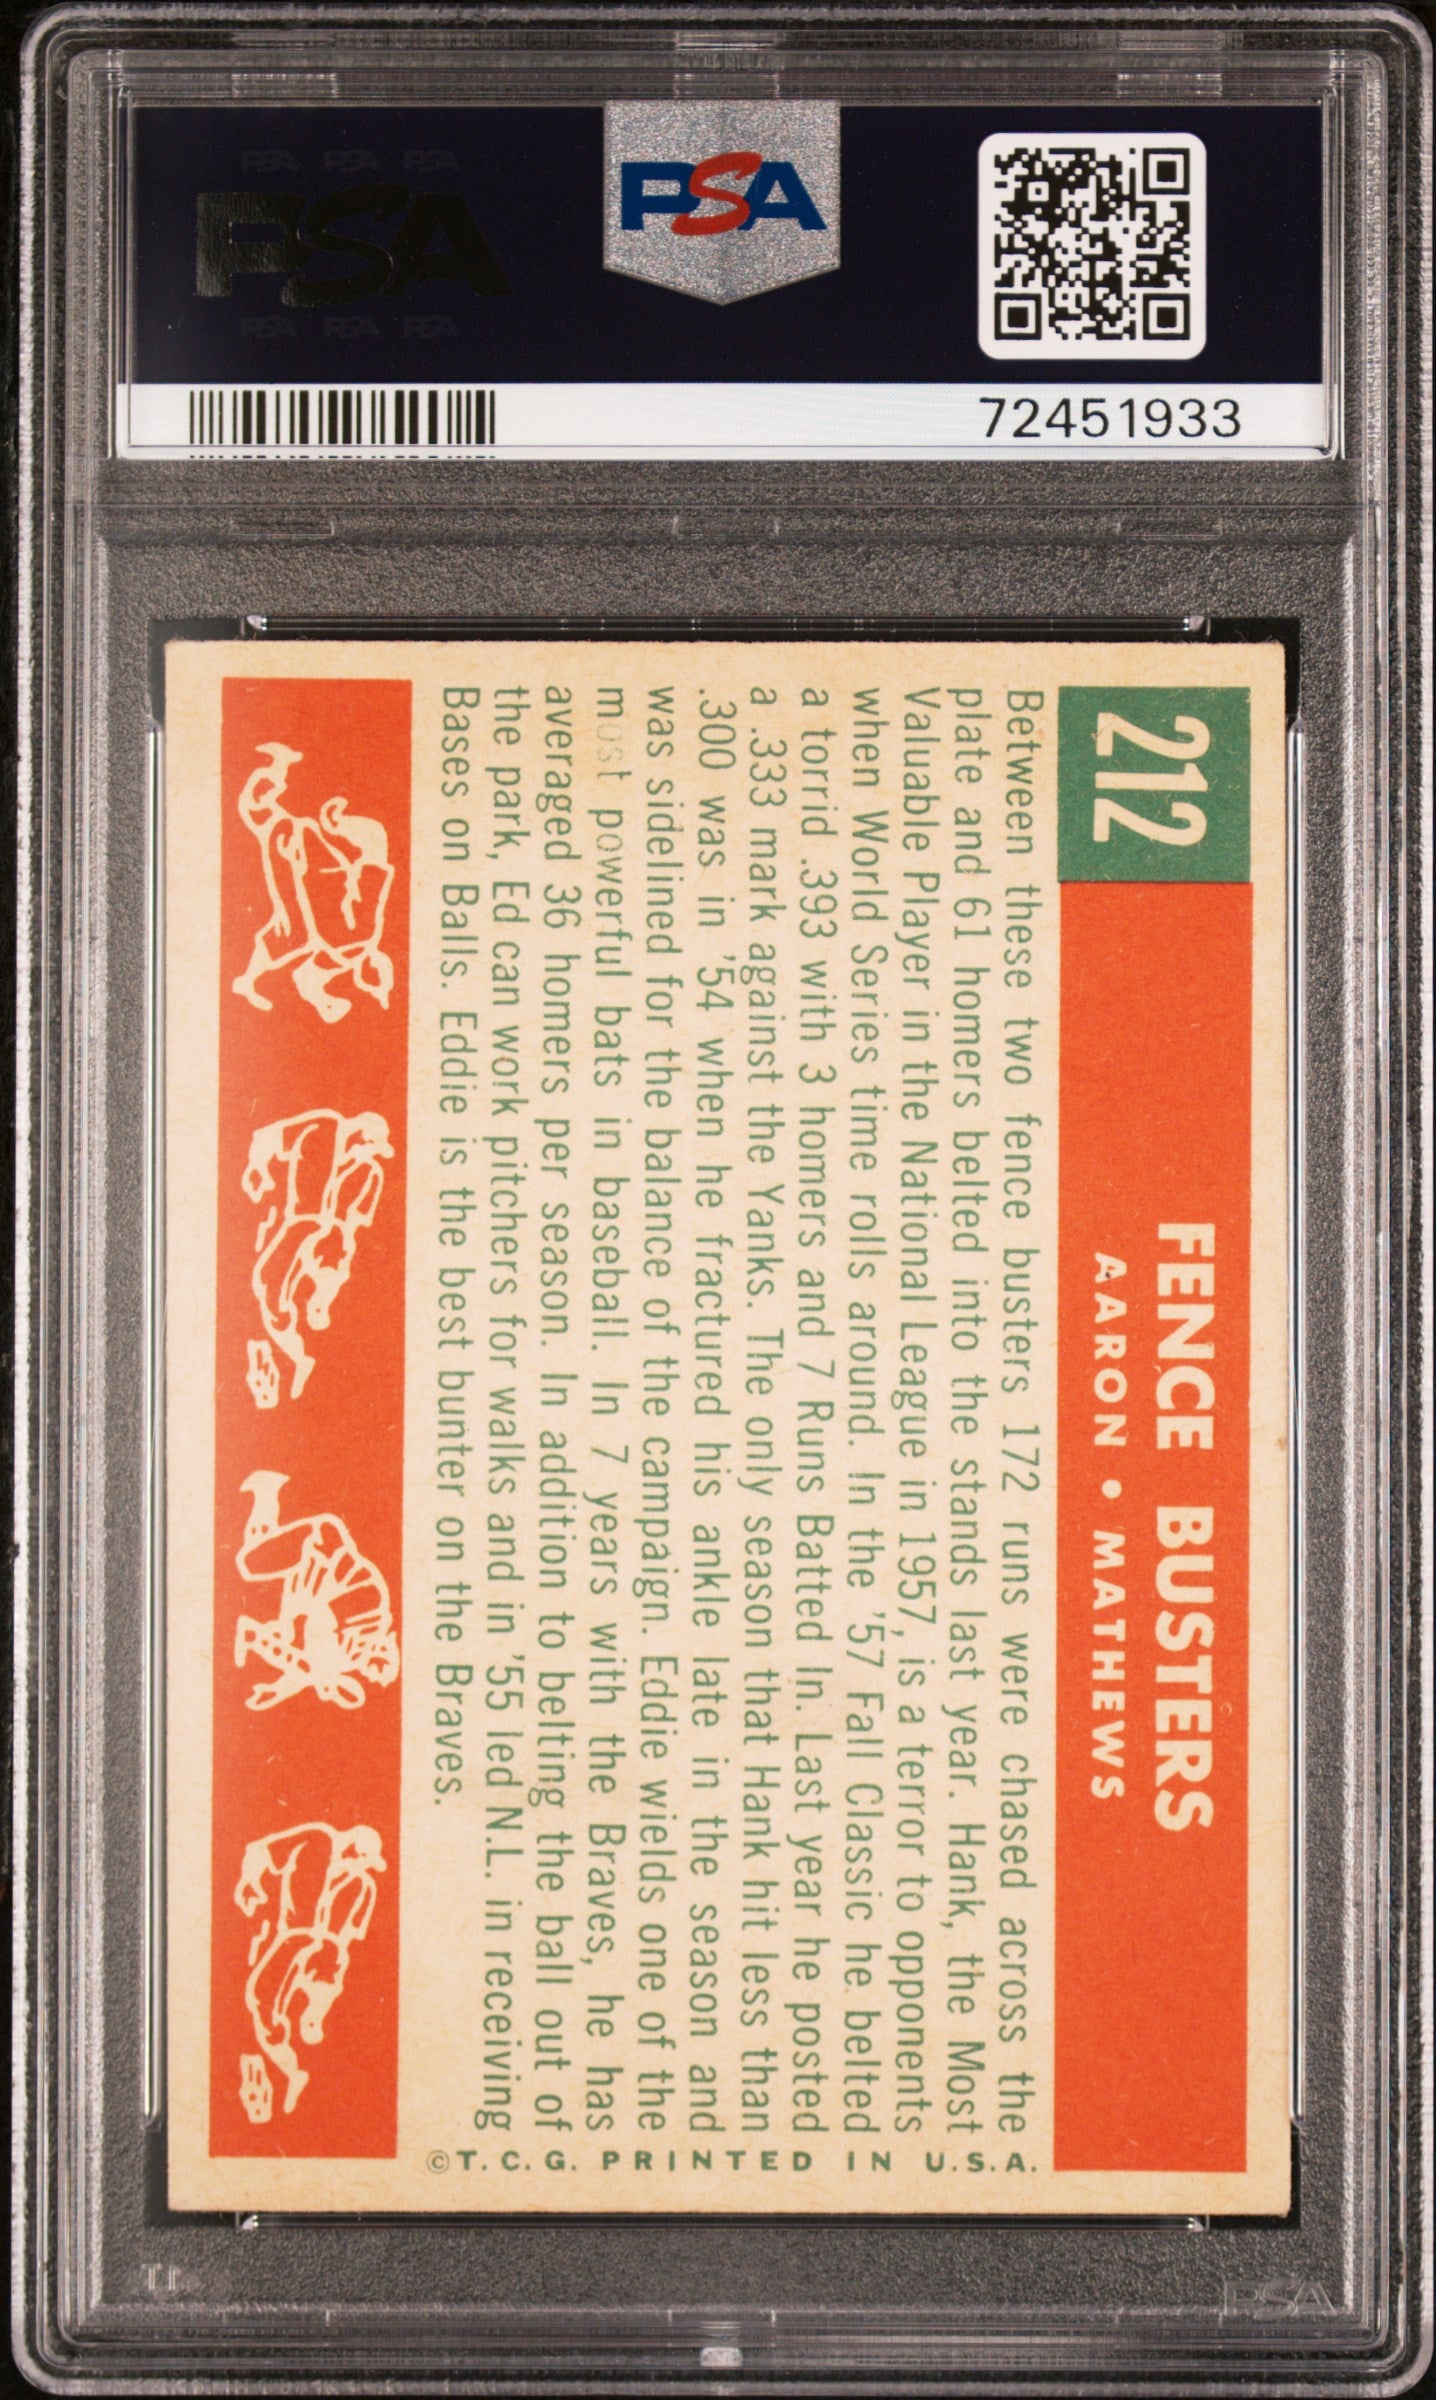 PSA PSA PSA
PSA
PSA PSA PSA
PSA
72451933
212
FENCE BUSTERS
AARON • MATHEWS
Between these two fence busters 172 runs were chased across the
plate and 61 homers belted into the stands last year. Hank, the Most
Valuable Player in the National League in 1957, is a terror to opponents
when World Series time rolls around. In the '57 Fall Classic he belted
a torrid .393 with 3 homers and 7 Runs Batted In. Last year he posted
a .333 mark against the Yanks. The only season that Hank hit less than
.300 was in '54 when he fractured his ankle late in the season and
was sidelined for the balance of the campaign. Eddie wields one of the
most powerful bats in baseball. In 7 years with the Braves, he has
averaged 36 homers per season. In addition to belting the ball out of
the park, Ed can work pitchers for walks and in '55 led N.L. in receiving
Bases on Balls. Eddie is the best bunter on the Braves.
© T. C. G. PRINTED IN U.S.A.
PSA